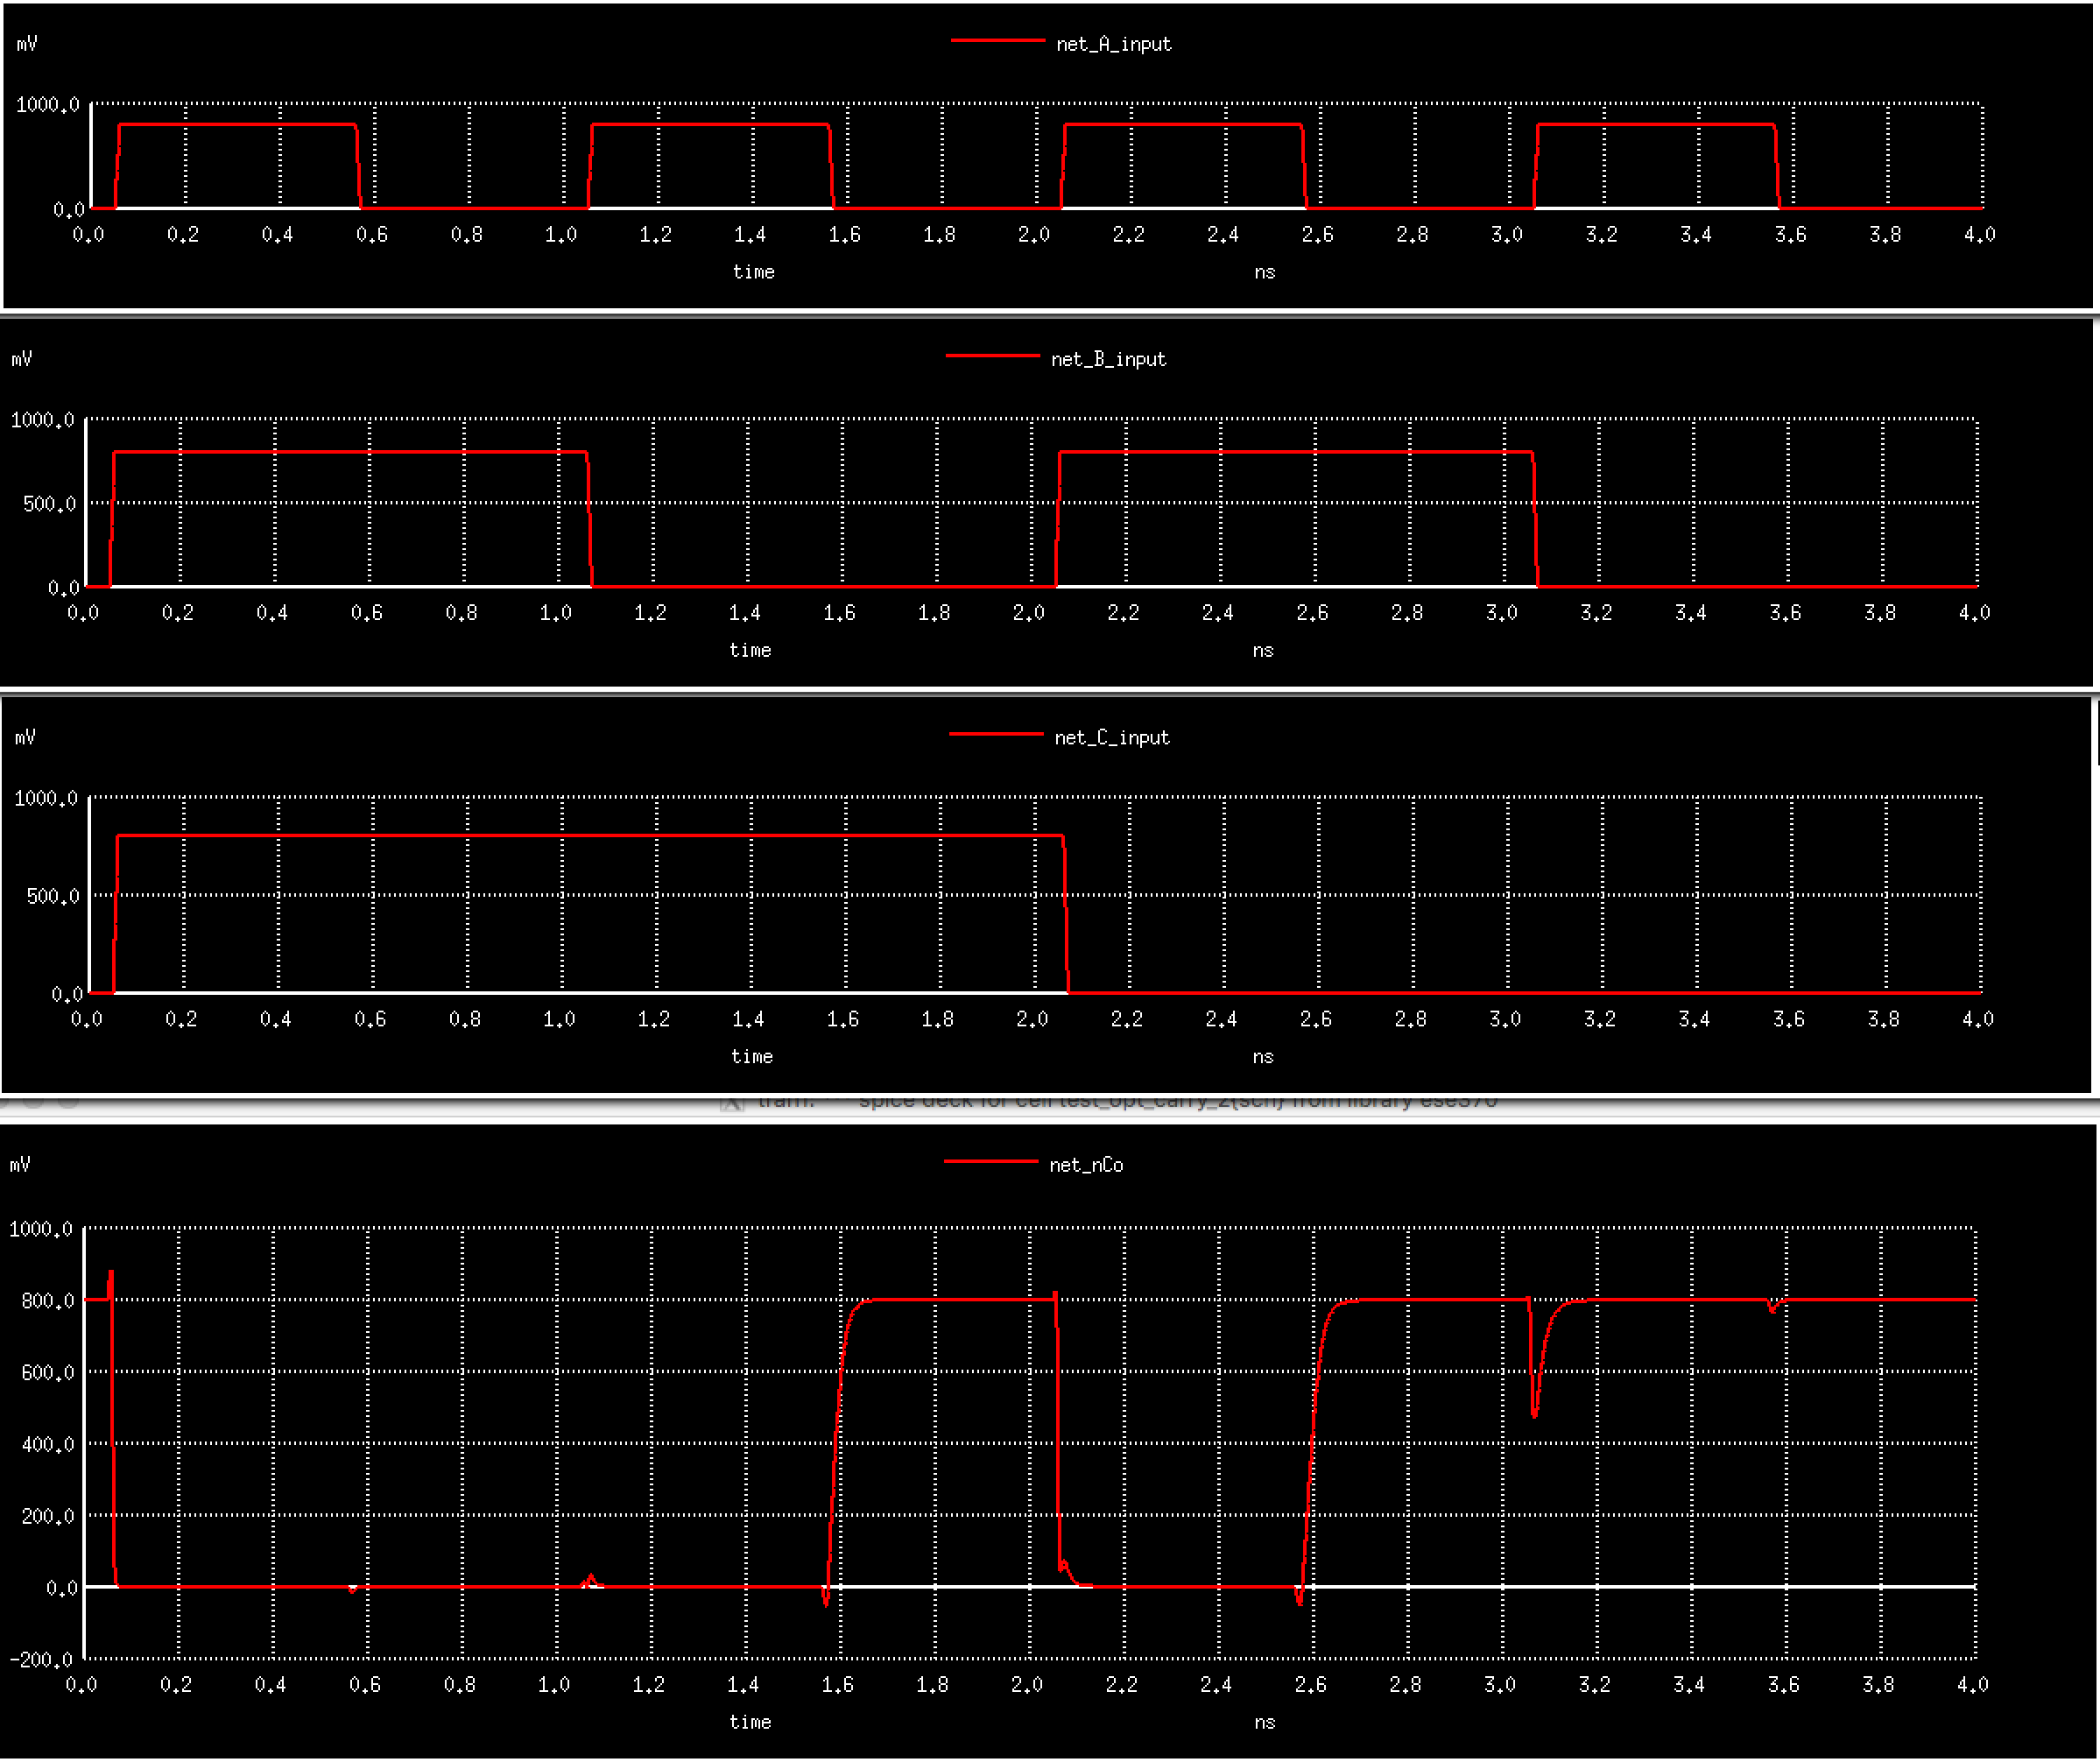 mV
net_A_input
1000.0
0.0
0.0 0.2 0.4 0.6 0.8 1.0 1.2 1.4 1.6 1.8 2.0 2.2 2.4 2.6 2.8 3.0 3.2 3.4 3.6 3.8 4.0
time ns
mV
net_B_input
1000.0
500.0
0.0
0.0 0.2 0.4 0.6 0.8 1.0 1.2 1.4 1.6 1.8 2.0 2.2 2.4 2.6 2.8 3.0 3.2 3.4 3.6 3.8 4.0
time ns
mV
net_C_input
1000.0
500.0
0.0
0.0 0.2 0.4 0.6 0.8 1.0 1.2 1.4 1.6 1.8 2.0 2.2 2.4 2.6 2.8 3.0 3.2 3.4 3.6 3.8 4.0
time ns
spice deck for cell test_opt_carry_2{sch} from library ese370
mV
net_nCo
1000.0
800.0
600.0
400.0
200.0
0.0
-200.0
0.0 0.2 0.4 0.6 0.8 1.0 1.2 1.4 1.6 1.8 2.0 2.2 2.4 2.6 2.8 3.0 3.2 3.4 3.6 3.8 4.0
time ns